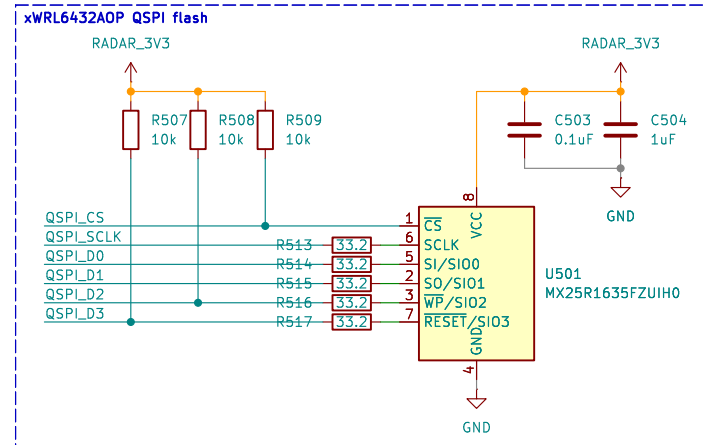 xWRL6432AOP QSPI flash
RADAR_3V3
RADAR_3V3
R507
10k
R508
10k
R509
10k
C503
0.1uF
C504
1uF
GND
8
VCC
QSPI_CS
1
CS
QSPI_SCLK
R513
33.2
6
SCLK
QSPI_D0
R514
33.2
5
SI/SIO0
QSPI_D1
R515
33.2
2
SO/SIO1
QSPI_D2
R516
33.2
3
WP/SIO2
QSPI_D3
R517
33.2
7
RESET/SIO3
U501
MX25R1635FZUIH0
GND
4
GND